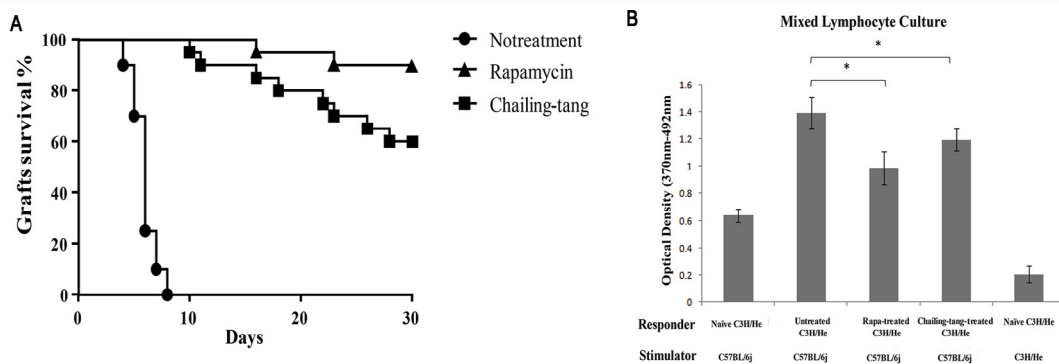 A
Grafts survival %
100
80
60
40
20
0
0
10
20
30
Days
Notreatment
Rapamycin
Chailing-tang
B
Mixed Lymphocyte Culture
Optical Density (370nm-492nm
1.6
1.4
1.2
1
0.8
0.6
0.4
0.2
0
*
*
Responder
Naïve C3H/He
Untreated
C3H/He
Rapa-treated
C3H/He
Chailing-tang-treated
C3H/He
Naïve C3H/He
Stimulator
C57BL/6j
C57BL/6j
C57BL/6j
C57BL/6j
C3H/He